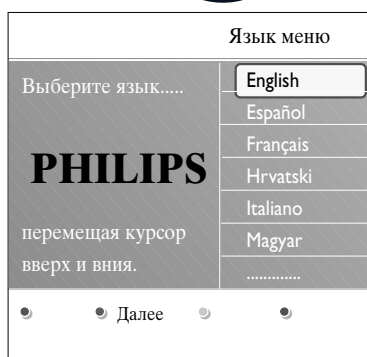 Язык меню
Выберите язык.....
PHILIPS
перемещая курсор
вверх и вния.
English
Español
Français
Hrvatski
Italiano
Magyar
.............
Далее